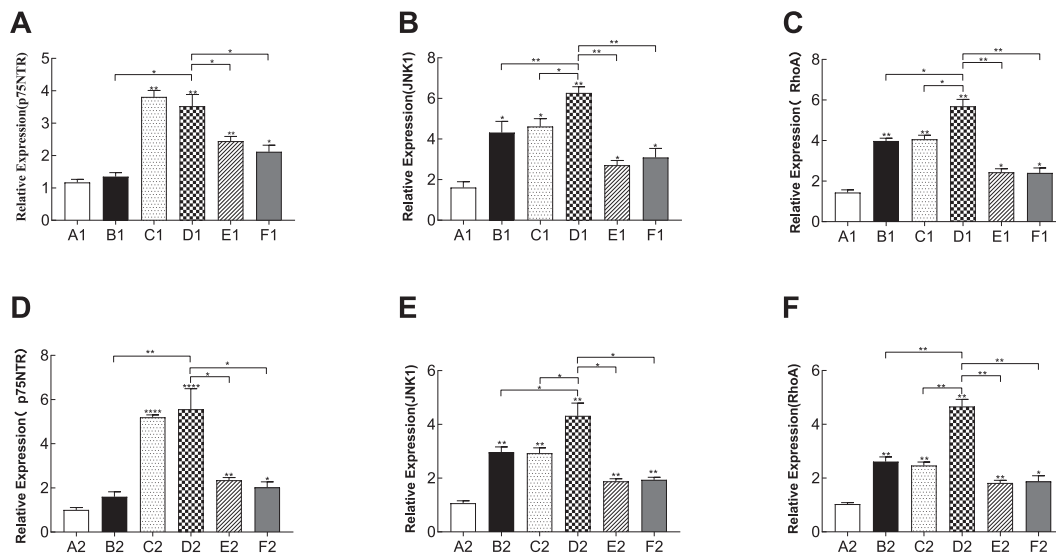 A
Relative Expression(p75NTR)
5
4
3
2
1
0
* * *
** ** ** *
A1 B1 C1 D1 E1 F1
B
Relative Expression(JNK1)
8
6
4
2
0
** ** ** *
* * ** * *
A1 B1 C1 D1 E1 F1
C
Relative Expression( RhoA)
8
6
4
2
0
** ** * *
** ** ** * *
A1 B1 C1 D1 E1 F1
D
Relative Expression( p75NTR)
8
6
4
2
0
** * *
**** **** ** *
A2 B2 C2 D2 E2 F2
E
Relative Expression(JNK1)
6
4
2
0
* * * *
** ** ** ** **
A2 B2 C2 D2 E2 F2
F
Relative Expression(RhoA)
6
4
2
0
** ** ** **
** ** ** ** *
A2 B2 C2 D2 E2 F2